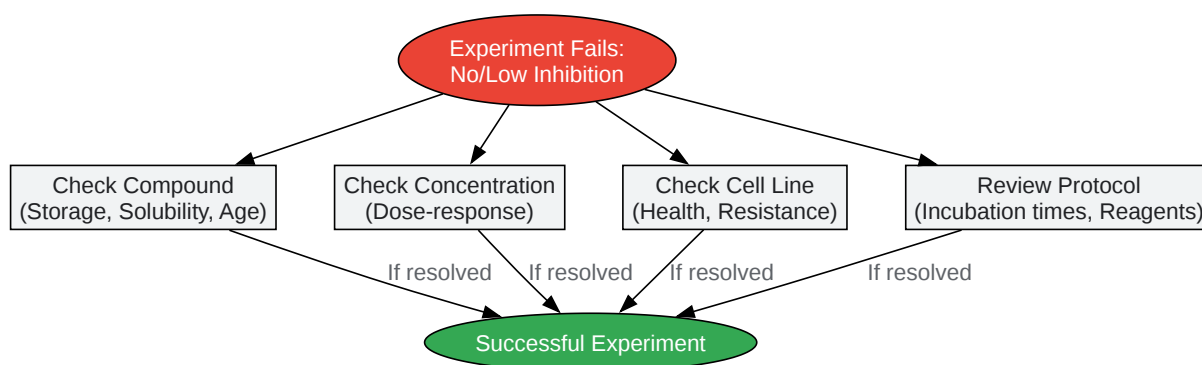 Experiment Fails:
No/Low Inhibition
Check Compound
(Storage, Solubility, Age)
Check Concentration
(Dose-response)
Check Cell Line
(Health, Resistance)
Review Protocol
(Incubation times, Reagents)
If resolved
If resolved
If resolved
If resolved
Successful Experiment